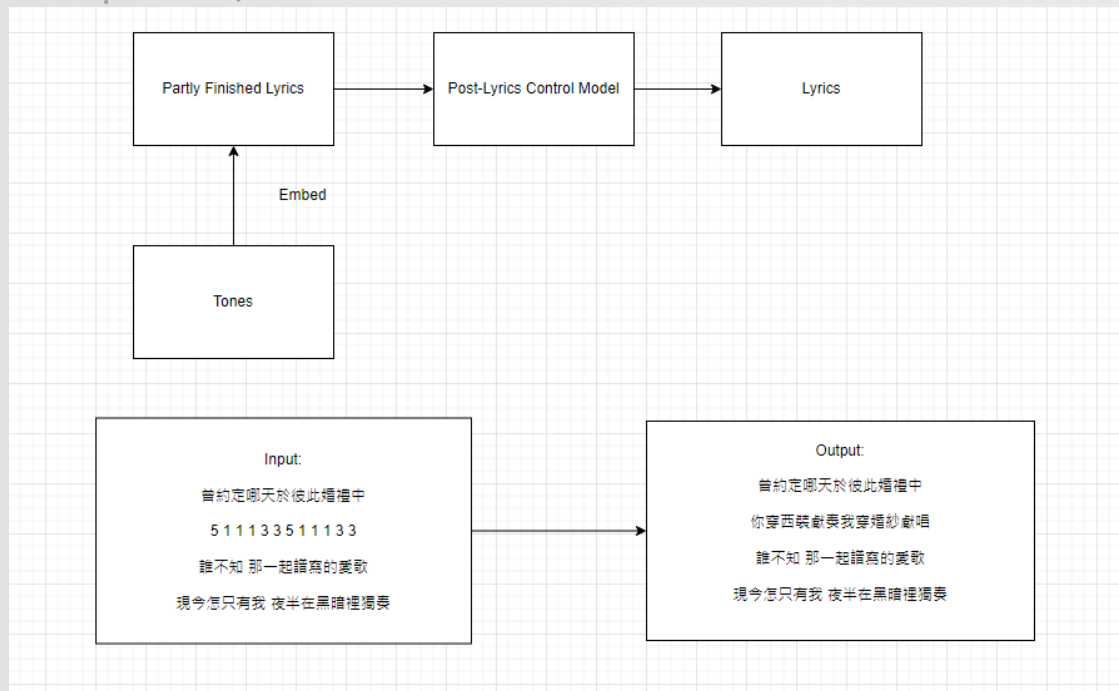 Partly Finished Lyrics
Post-Lyrics Control Model
Lyrics
Embed
Tones
Input:
曾約定哪天於彼此婚禮中
5 1 1 1 3 3 5 1 1 1 3 3
誰不知 那一起譜寫的愛歌
現今怎只有我 夜半在黑暗裡獨奏
Output:
曾約定哪天於彼此婚禮中
你穿西裝獻奏我穿婚紗獻唱
誰不知 那一起譜寫的愛歌
現今怎只有我 夜半在黑暗裡獨奏